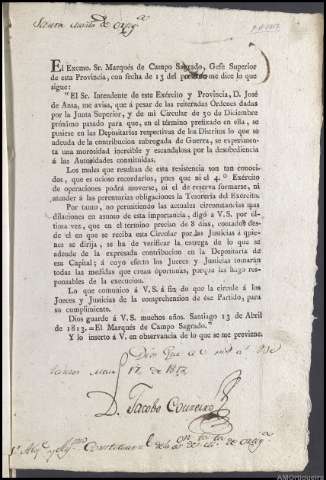 El Excmo. Sr. Marqués de Campo Sagrado, Gefe Superior
de esta Provincia, con fecha de 13 del me dice lo que
sigue:
"El Sr. Intendente de este Exército y Provincia, D. José
de Ansa, me avisa, que á pesar de las reiteradas Ordenes dadas
por la Junta Superior, y de mi Circular de 30 de Diciembre
próximo pasado para que, en el término prefixado en ella, se
pusiese en las Depositarias respectivas de los Distritos lo que se
adeuda de la contribucion subrogada de Guerra, se experimen-
ta una morosidad increible y escandalosa por la desobediencia
á las Autoridades constituidas.
Los males que resultan de esta resistencia son tan conoci-
dos, que es ocioso recordarlos, pues que ni el 4.º Exército
de operaciones podrá moverse, ni el de reserva formarse, ni
atender á las perentorias obligaciones la Tesorería del Exército.
Por tanto, no permitiendo las actuales circunstancias mas
dilaciones en asunto de esta importancia, digo á V.S. por úl-
tima vez, que en el termino preciso de 8 dias, contados des-
de el en que se reciba esta Circular por las Justicias á quie-
nes se dirija, se ha de verificar la entrega de lo que se
adeude de la expresada contribucion en la Depositaria de
esa Capital; á cuyo efecto los Jueces y Justicias tomarán
todas las medidas que crean oportunas, porque les hago res-
ponsables de la execucion.
Lo que comunico á V.S. á fin de que la circule á los
Jueces y Justicias de la comprehension de ese Partido, para
su cumplimiento.
Dios guarde á V.S. muchos años. Santiago 13 de Abril
de 1813.=El Marqués de Campo Sagrado."
Y lo inserto á V. en observancia de lo que se me previene.
Dios
1813
D. Jacobo Couceiro
AMOrtigueira